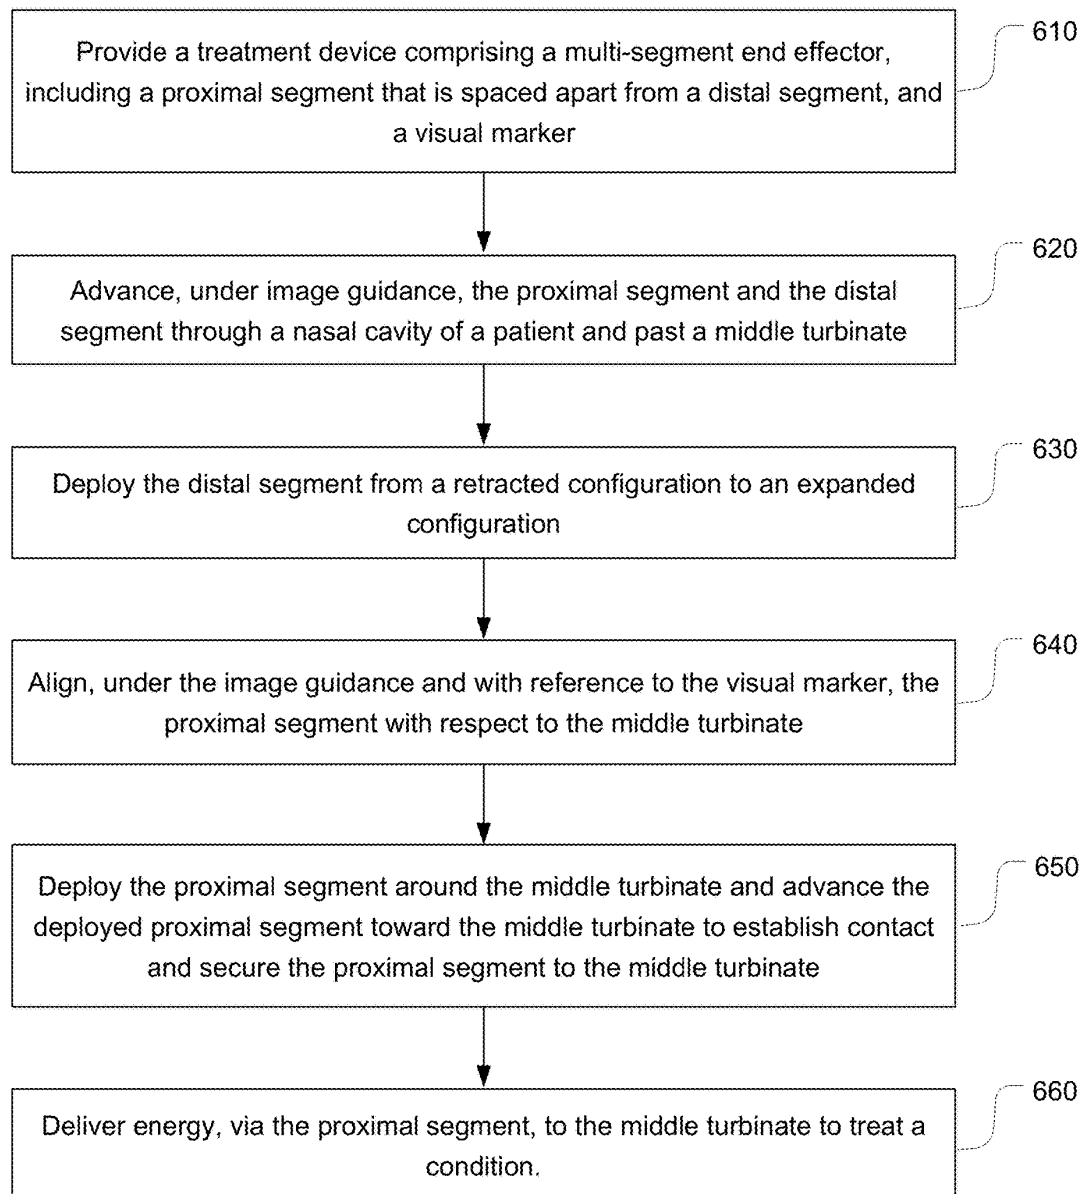 610
Provide a treatment device comprising a multi-segment end effector,
including a proximal segment that is spaced apart from a distal segment, and
a visual marker
620
Advance, under image guidance, the proximal segment and the distal
segment through a nasal cavity of a patient and past a middle turbinate
630
Deploy the distal segment from a retracted configuration to an expanded
configuration
640
Align, under the image guidance and with reference to the visual marker, the
proximal segment with respect to the middle turbinate
650
Deploy the proximal segment around the middle turbinate and advance the
deployed proximal segment toward the middle turbinate to establish contact
and secure the proximal segment to the middle turbinate
660
Deliver energy, via the proximal segment, to the middle turbinate to treat a
condition.